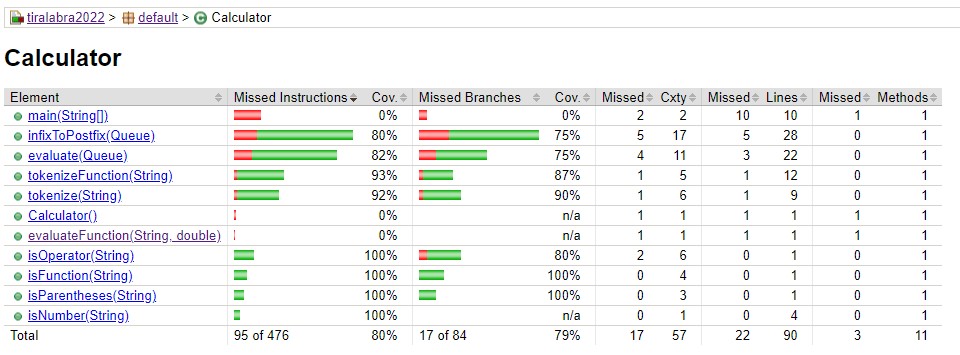 tiralabra2022 > default > Calculator
Calculator
Element Missed Instructions Cov. Missed Branches Cov. Missed Cxty Missed Lines Missed Methods
main(String[]) 0% 0% 2 2 10 10 1 1
infixToPostfix(Queue) 80% 75% 5 17 5 28 0 1
evaluate(Queue) 82% 75% 4 11 3 22 0 1
tokenizeFunction(String) 93% 87% 1 5 1 12 0 1
tokenize(String) 92% 90% 1 6 1 9 0 1
Calculator() 0% n/a 1 1 1 1 1 1
evaluateFunction(String, double) 0% n/a 1 1 1 1 1 1
isOperator(String) 100% 80% 2 6 0 1 0 1
isFunction(String) 100% 100% 0 4 0 1 0 1
isParentheses(String) 100% 100% 0 3 0 1 0 1
isNumber(String) 100% n/a 0 1 0 4 0 1
Total 95 of 476 80% 17 of 84 79% 17 57 22 90 3 11